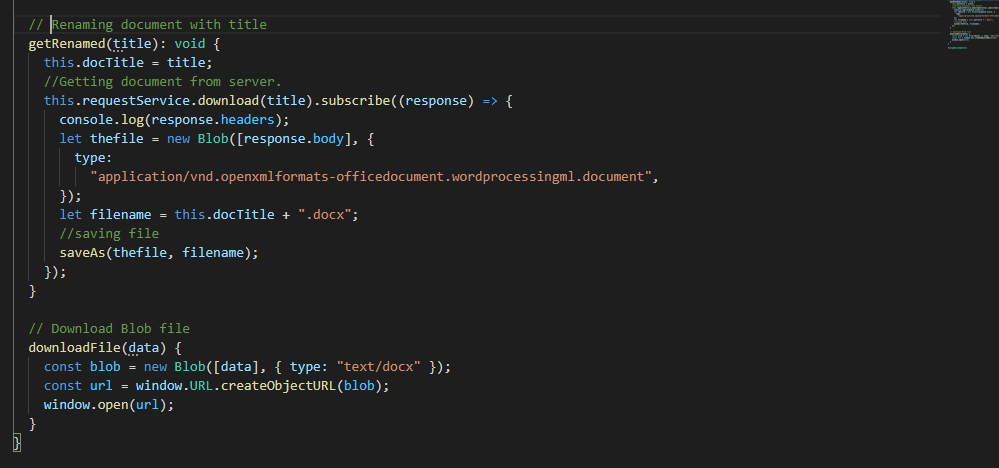 // Renaming document with title
getRenamed(title): void {
this.docTitle = title;
//Getting document from server.
this.requestService.download(title).subscribe((response) => {
console.log(response.headers);
let thefile = new Blob([response.body], {
type:
"application/vnd.openxmlformats-officedocument.wordprocessingml.document",
});
let filename = this.docTitle + ".docx";
//saving file
saveAs(thefile, filename);
});
}
// Download Blob file
downloadFile(data) {
const blob = new Blob([data], { type: "text/docx" });
const url = window.URL.createObjectURL(blob);
window.open(url);
}
}